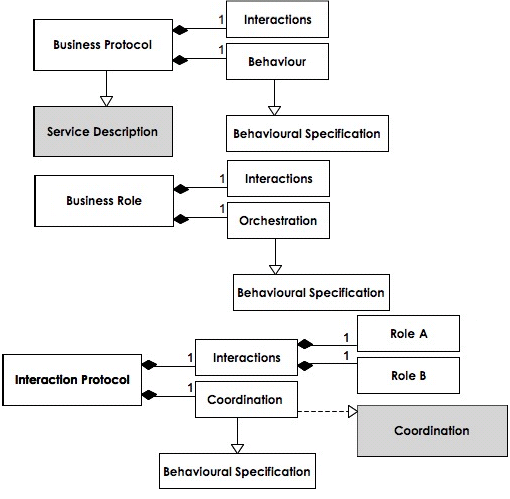 1
Interactions
Business Protocol
1
Behaviour
Service Description
Behavioural Specification
1
Interactions
Business Role
1
Orchestration
Behavioural Specification
1
Role A
1
Interactions
1
Role B
Interaction Protocol
1
Coordination
Coordination
Behavioural Specification